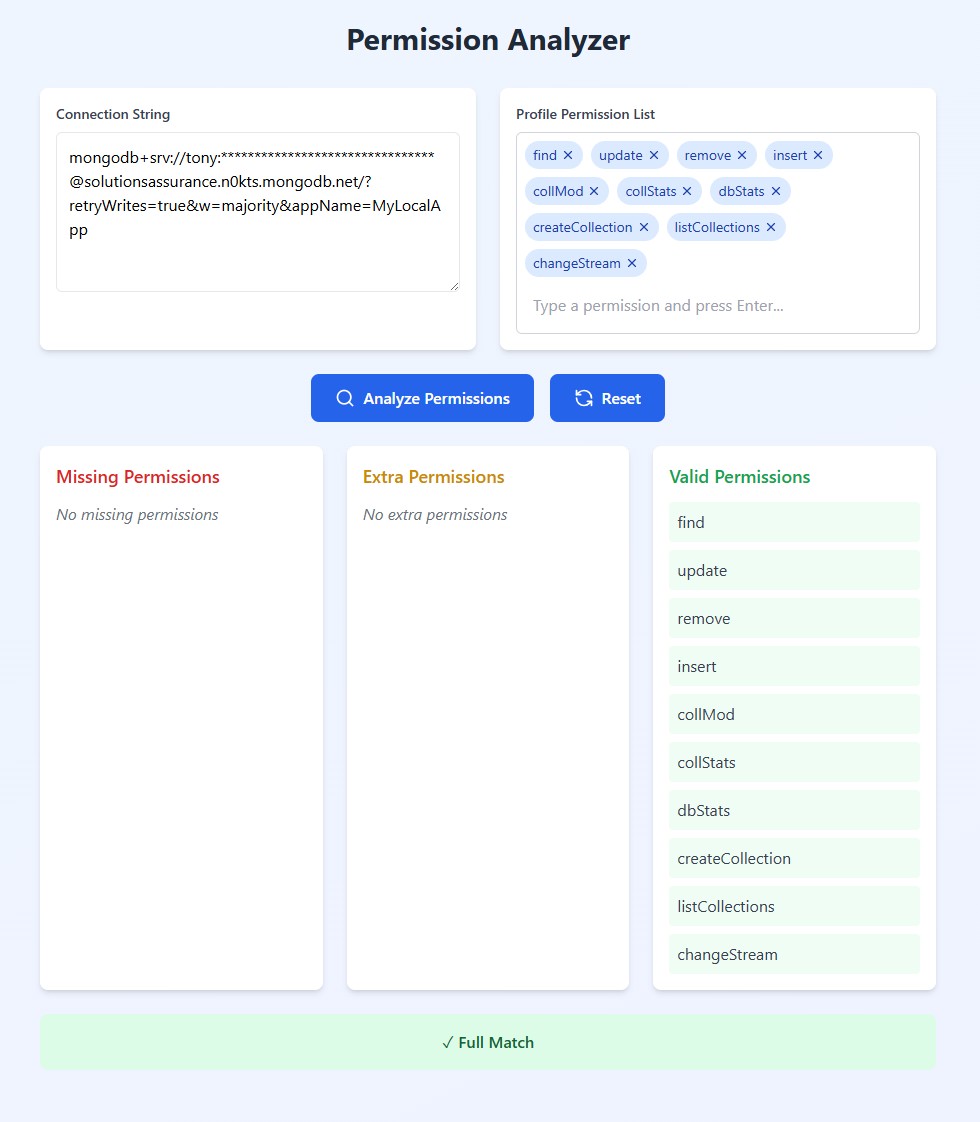 Permission Analyzer
Connection String
mongodb+srv://tony:********************************
@solutionsassurance.n0kts.mongodb.net/?
retryWrites=true&w=majority&appName=MyLocalA
pp
Profile Permission List
find ✕ update ✕ remove ✕ insert ✕
collMod ✕ collStats ✕ dbStats ✕
createCollection ✕ listCollections ✕
changeStream ✕
Type a permission and press Enter...
Analyze Permissions
Reset
Missing Permissions
No missing permissions
Extra Permissions
No extra permissions
Valid Permissions
find
update
remove
insert
collMod
collStats
dbStats
createCollection
listCollections
changeStream
✓ Full Match